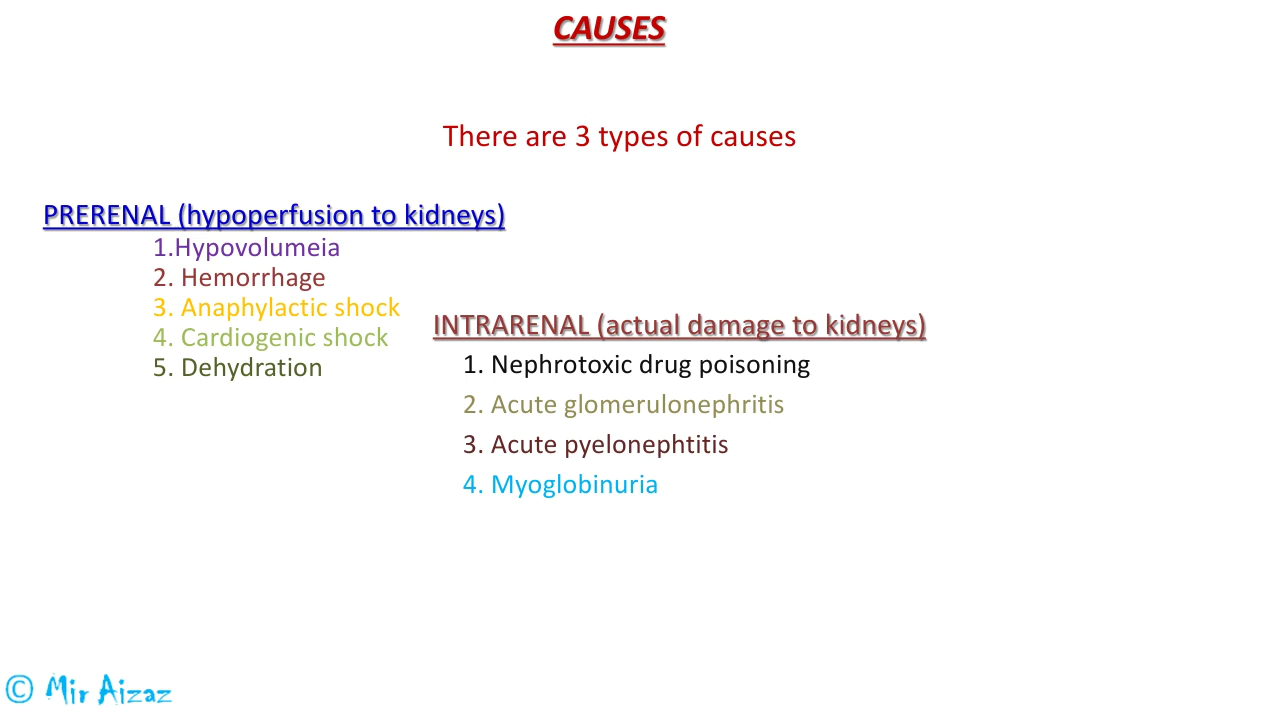 CAUSES
There are 3 types of causes
PRERENAL (hypoperfusion to kidneys)
1.Hypovolumeia
2. Hemorrhage
3. Anaphylactic shock
4. Cardiogenic shock
5. Dehydration
INTRARENAL (actual damage to kidneys)
1. Nephrotoxic drug poisoning
2. Acute glomerulonephritis
3. Acute pyelonephtitis
4. Myoglobinuria
© Mir Aizaz